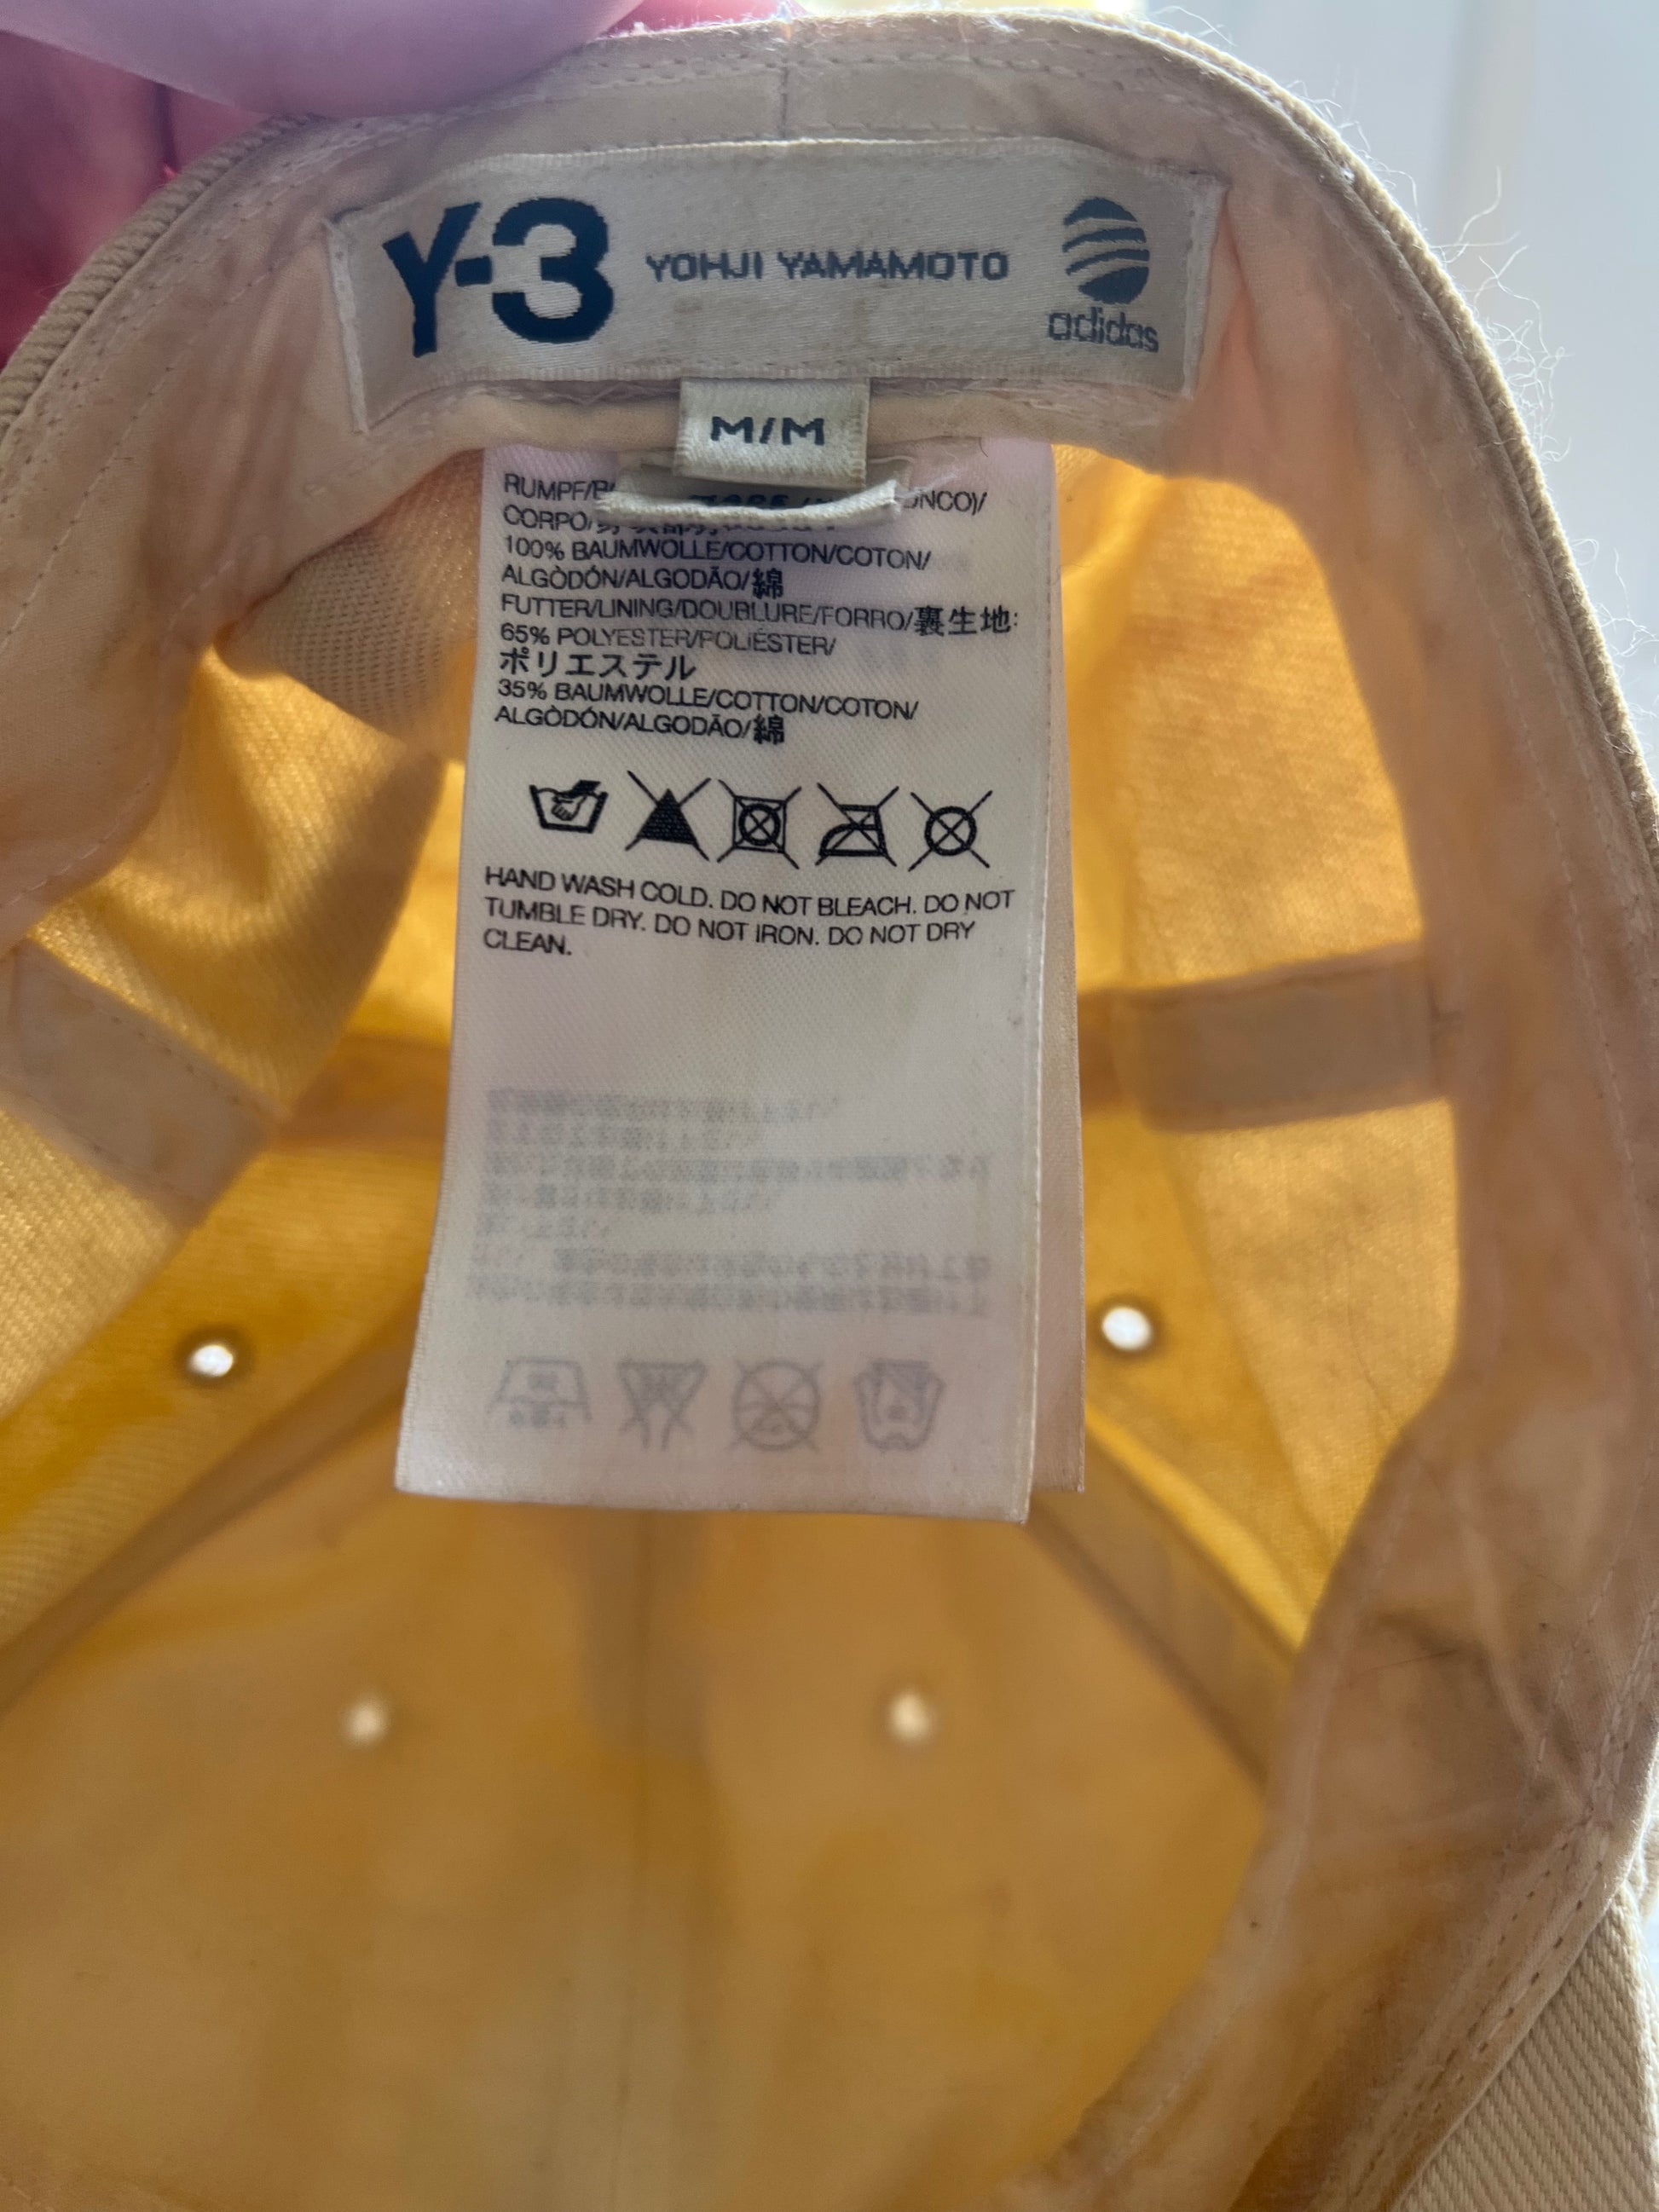 Y-3 YOHJI YAMAMOTO adidas
M/M
RUMPF/
CORPO/
100% BAUMWOLLE/COTTON/COTON/
ALGÒDÓN/ALGODÃO/綿
FUTTER/LINING/DOUBLURE/FORRO/裏生地:
65% POLYESTER/POLIÉSTER/
ポリエステル
35% BAUMWOLLE/COTTON/COTON/
ALGÒDÓN/ALGODÃO/綿
HAND WASH COLD. DO NOT BLEACH. DO NOT
TUMBLE DRY. DO NOT IRON. DO NOT DRY
CLEAN.